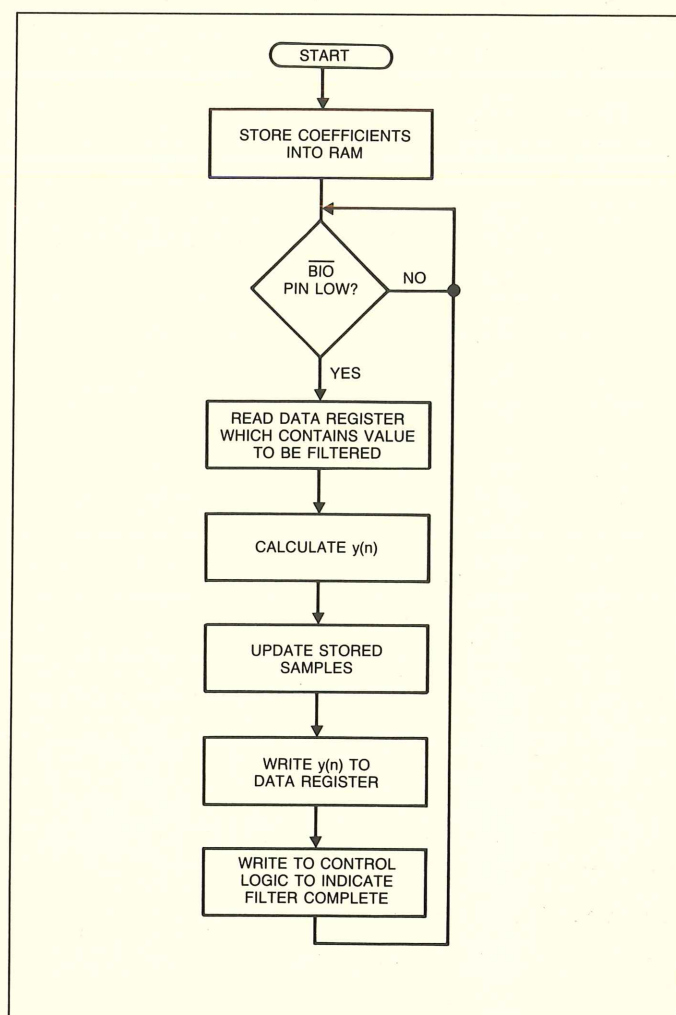 START
STORE COEFFICIENTS
INTO RAM
BIO
PIN LOW?
NO
YES
READ DATA REGISTER
WHICH CONTAINS VALUE
TO BE FILTERED
CALCULATE y(n)
UPDATE STORED
SAMPLES
WRITE y(n) TO
DATA REGISTER
WRITE TO CONTROL
LOGIC TO INDICATE
FILTER COMPLETE